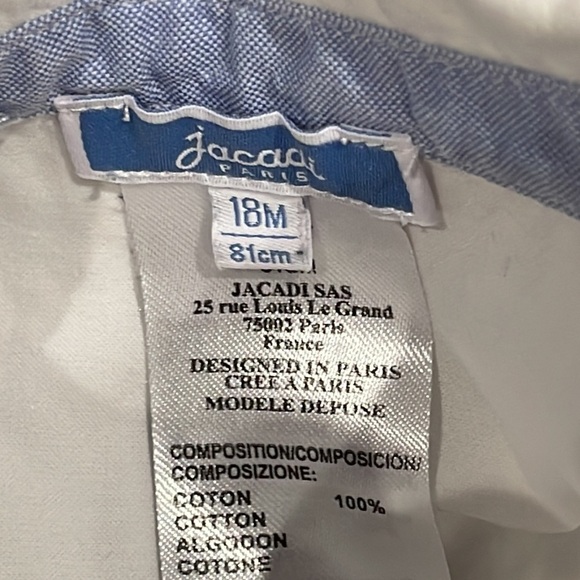 jacadi
PARIS
18M
81cm
JACADI SAS
25 rue Louis Le Grand
75002 Paris
France
DESIGNED IN PARIS
CREE A PARIS
MODELE DEPOSE
COMPOSITION/COMPOSICIÓN/
COMPOSIZIONE:
COTON 100%
COTTON
ALGODON
COTONE